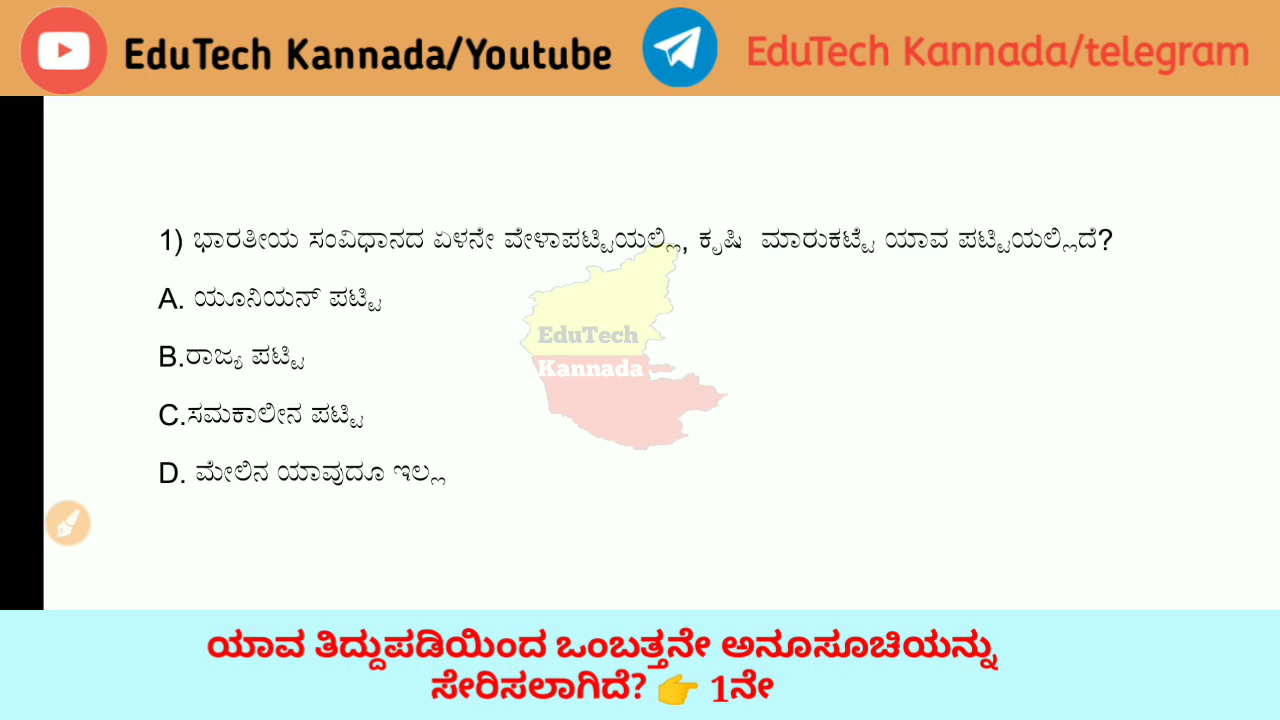 EduTech Kannada/Youtube
EduTech Kannada/telegram
1) ಭಾರತೀಯ ಸಂವಿಧಾನದ ಏಳನೇ ವೇಳಾಪಟ್ಟಿಯಲ್ಲಿ, ಕೃಷಿ ಮಾರುಕಟ್ಟೆ ಯಾವ ಪಟ್ಟಿಯಲ್ಲಿದೆ?
A. ಯೂನಿಯನ್ ಪಟ್ಟಿ
B.ರಾಜ್ಯ ಪಟ್ಟಿ
EduTech
Kannada
C.ಸಮಕಾಲೀನ ಪಟ್ಟಿ
D. ಮೇಲಿನ ಯಾವುದೂ ಇಲ್ಲ
ಯಾವ ತಿದ್ದುಪಡಿಯಿಂದ ಒಂಬತ್ತನೇ ಅನೂಸೂಚಿಯನ್ನು
ಸೇರಿಸಲಾಗಿದೆ? 👉 1ನೇ